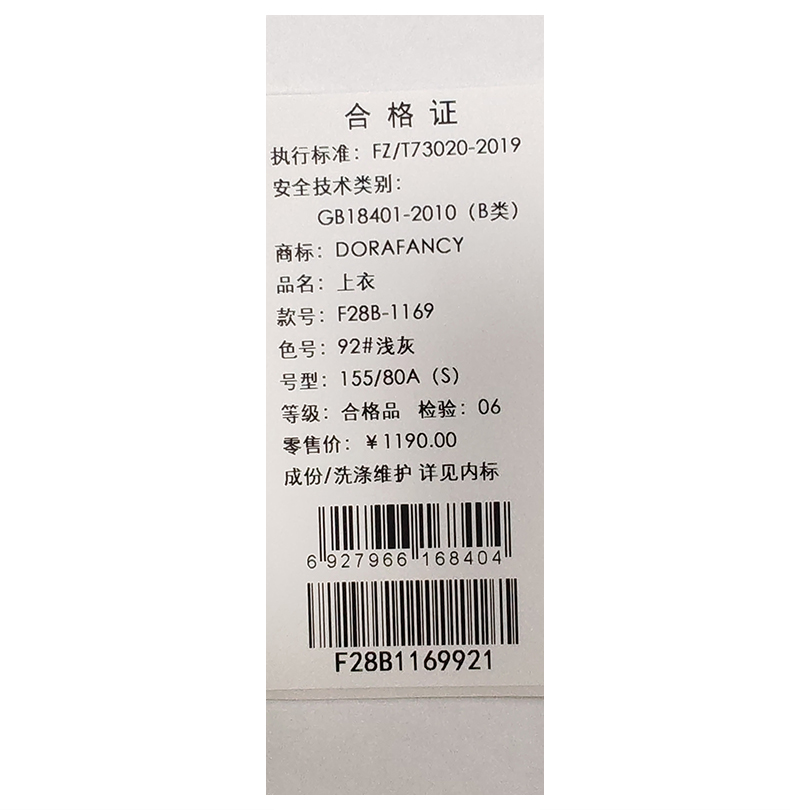 合格证
执行标准：FZ/T73020-2019
安全技术类别：
GB18401-2010（B类）
商标：DORAFANCY
品名：上衣
款号：F28B-1169
色号：92#浅灰
号型：155/80A（S）
等级：合格品 检验：06
零售价：¥1190.00
成份/洗涤维护 详见内标
6 927966 168404
F28B1169921